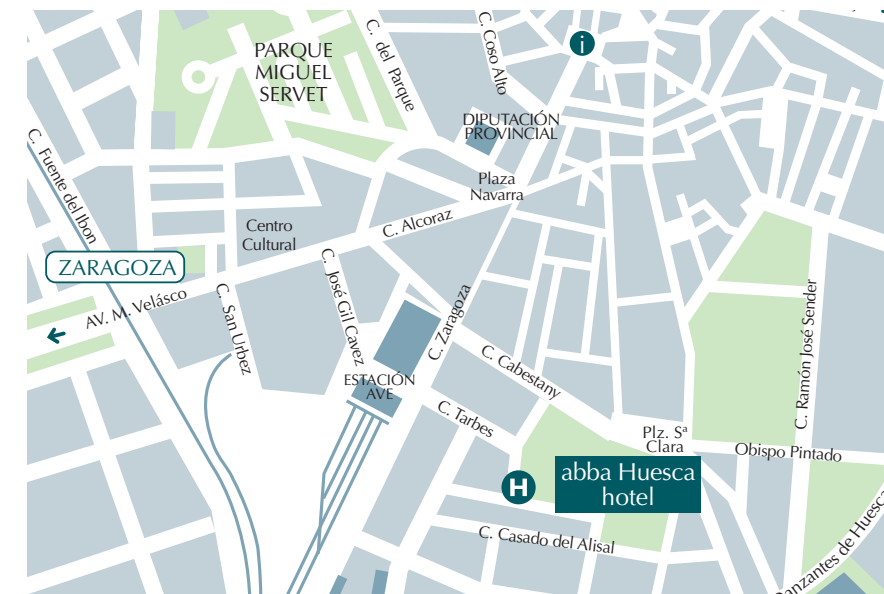 PARQUE
MIGUEL
SERVET
C. del Parque
C. Coso Alto
i
DIPUTACIÓN
PROVINCIAL
C. Fuente del Ibon
Plaza
Navarra
Centro
Cultural
C. Alcoraz
ZARAGOZA
AV. M. Velásco
C. San Urbez
C. José Gil Cavez
C. Zaragoza
C. Ramón José Sender
ESTACIÓN
AVE
C. Cabestany
C. Tarbes
Plz. Sª
Clara
Obispo Pintado
H
abba Huesca
hotel
C. Casado del Alisal
Danzantes de Huesca